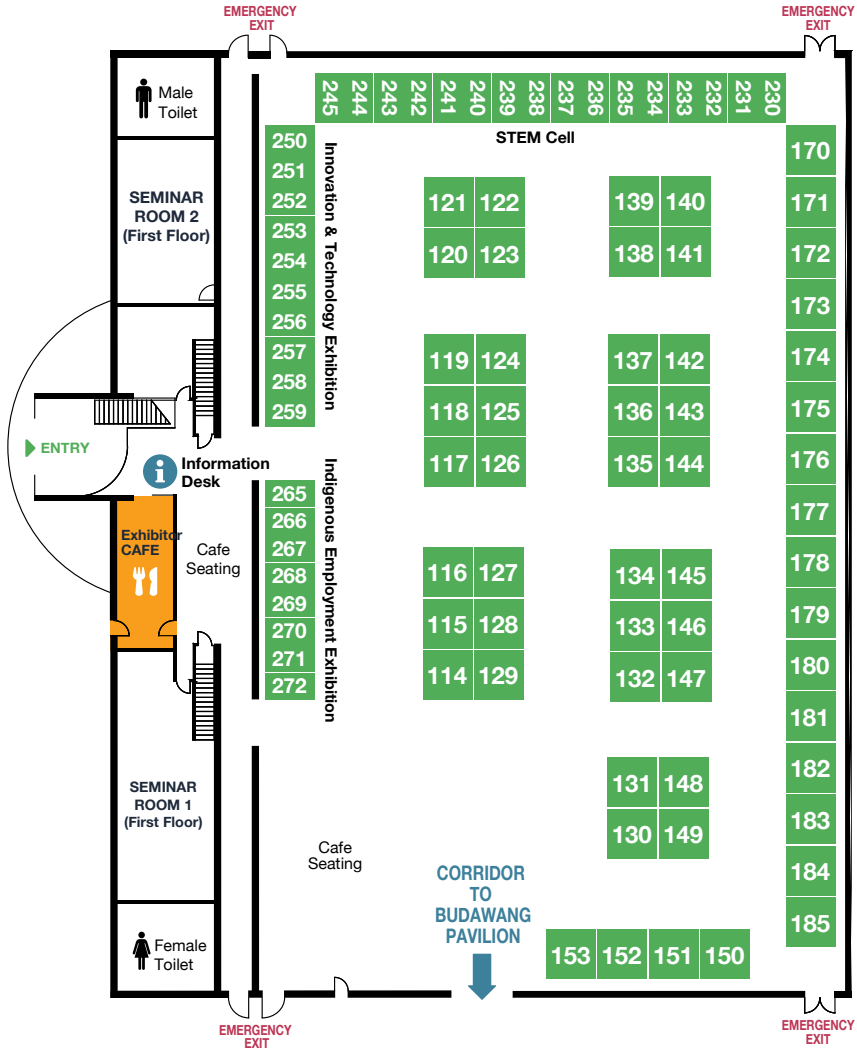 EMERGENCY
EXIT
EMERGENCY
EXIT
Male
Toilet
245 244 243 242 241 240 239 238 237 236 235 234 233 232 231 230
STEM Cell
SEMINAR
ROOM 2
(First Floor)
250
251
252
253
254
255
256
257
258
259
Innovation & Technology Exhibition
121 122
120 123
139 140
138 141
119 124
118 125
117 126
137 142
136 143
135 144
170
171
172
173
174
175
176
177
178
179
180
181
182
183
184
185
ENTRY
i
Information
Desk
Exhibitor
CAFE
Cafe
Seating
265
266
267
268
269
270
271
272
Indigenous Employment Exhibition
116 127
115 128
114 129
134 145
133 146
132 147
131 148
130 149
SEMINAR
ROOM 1
(First Floor)
Cafe
Seating
CORRIDOR
TO
BUDAWANG
PAVILION
Female
Toilet
153 152 151 150
EMERGENCY
EXIT
EMERGENCY
EXIT